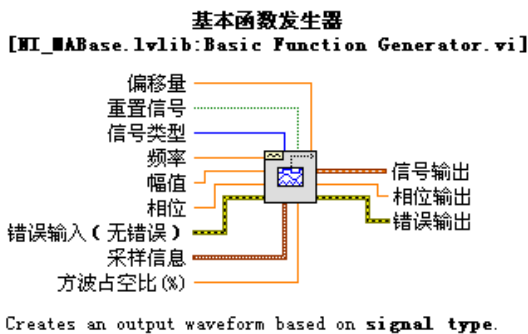 基本函数发生器
[NI_MABase.lvlib:Basic Function Generator.vi]
偏移量
重置信号
信号类型
频率
幅值
相位
错误输入(无错误)
采样信息
方波占空比(%)
信号输出
相位输出
错误输出
Creates an output waveform based on signal type.